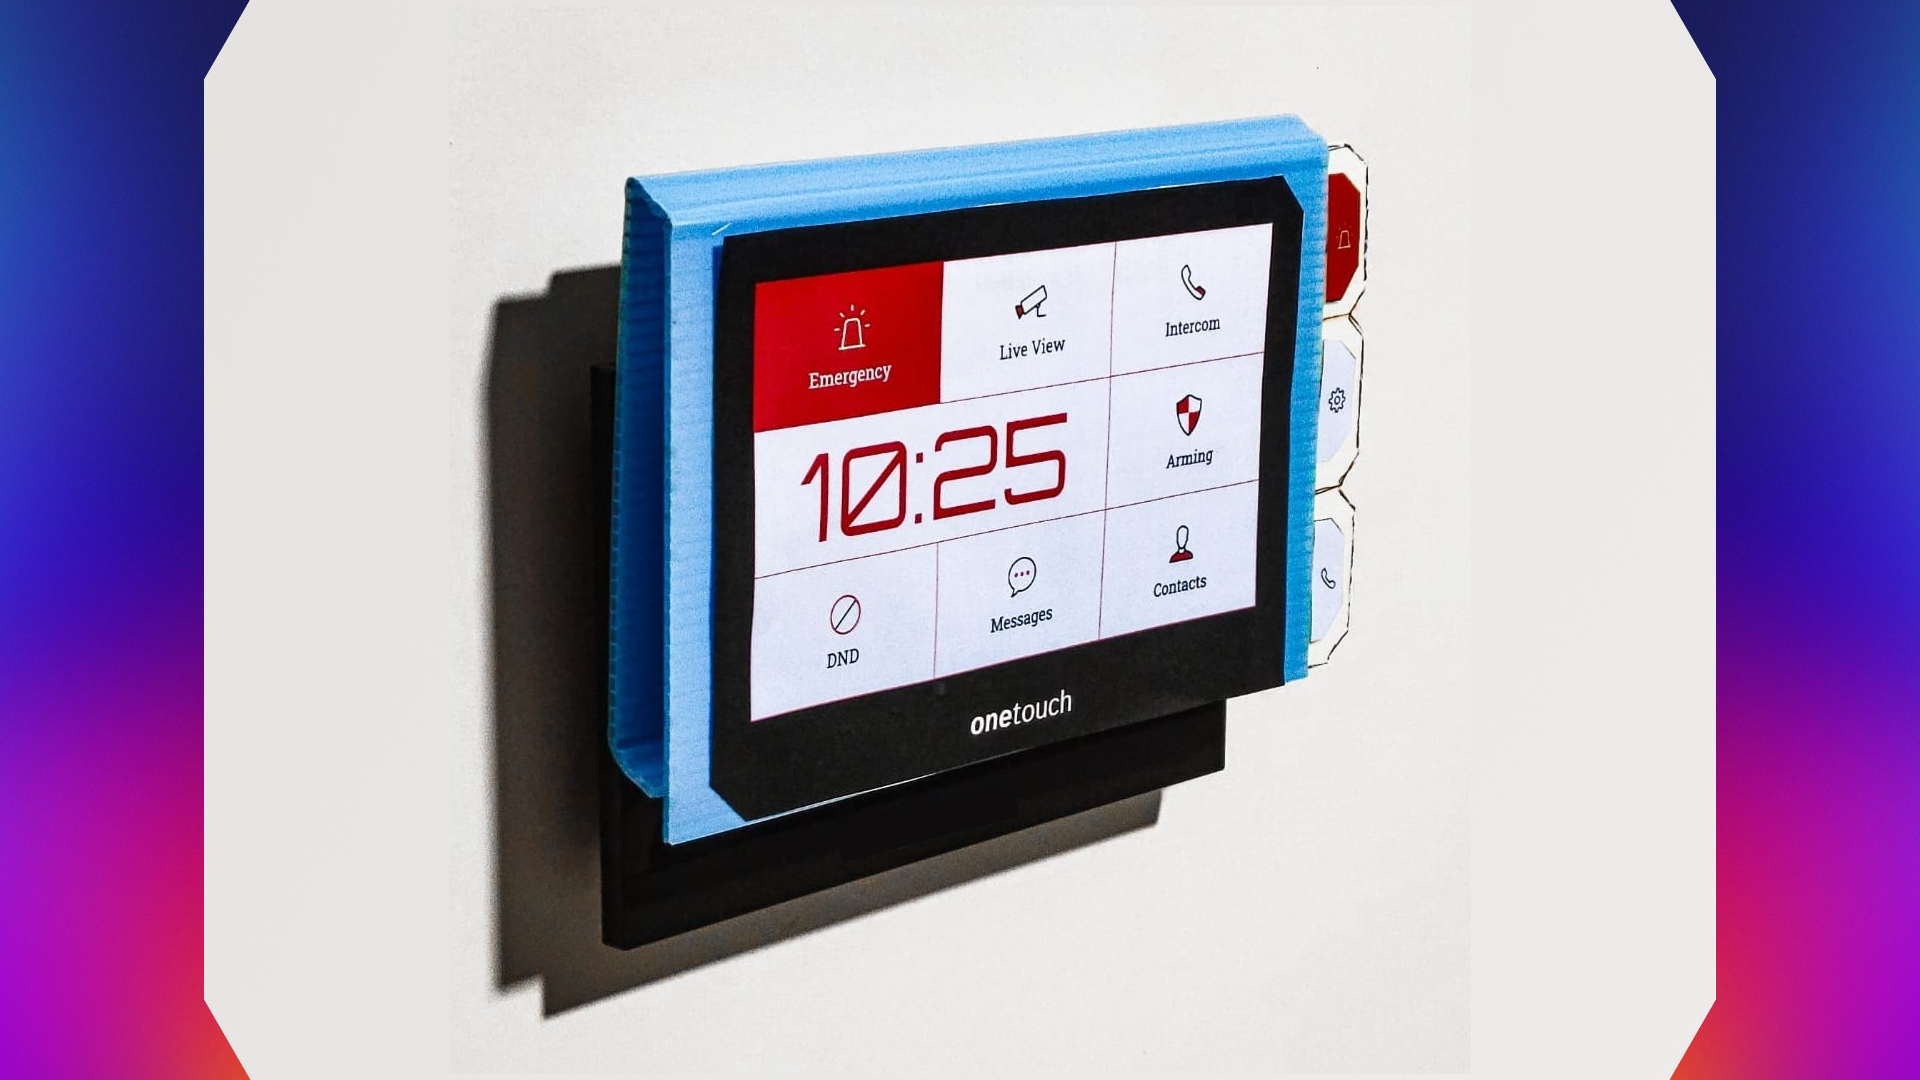 Emergency
Live View
Intercom
10:25
Arming
DND
Messages
Contacts
onetouch